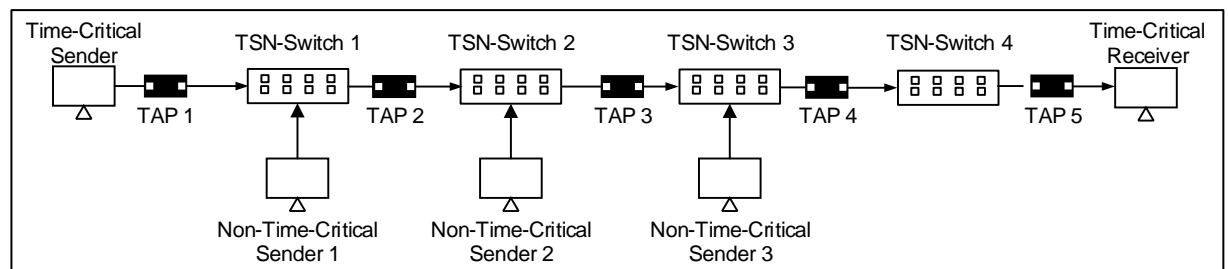 Time-Critical
Sender
TSN-Switch 1
TSN-Switch 2
TSN-Switch 3
TSN-Switch 4
Time-Critical
Receiver
TAP 1
TAP 2
TAP 3
TAP 4
TAP 5
Non-Time-Critical
Sender 1
Non-Time-Critical
Sender 2
Non-Time-Critical
Sender 3